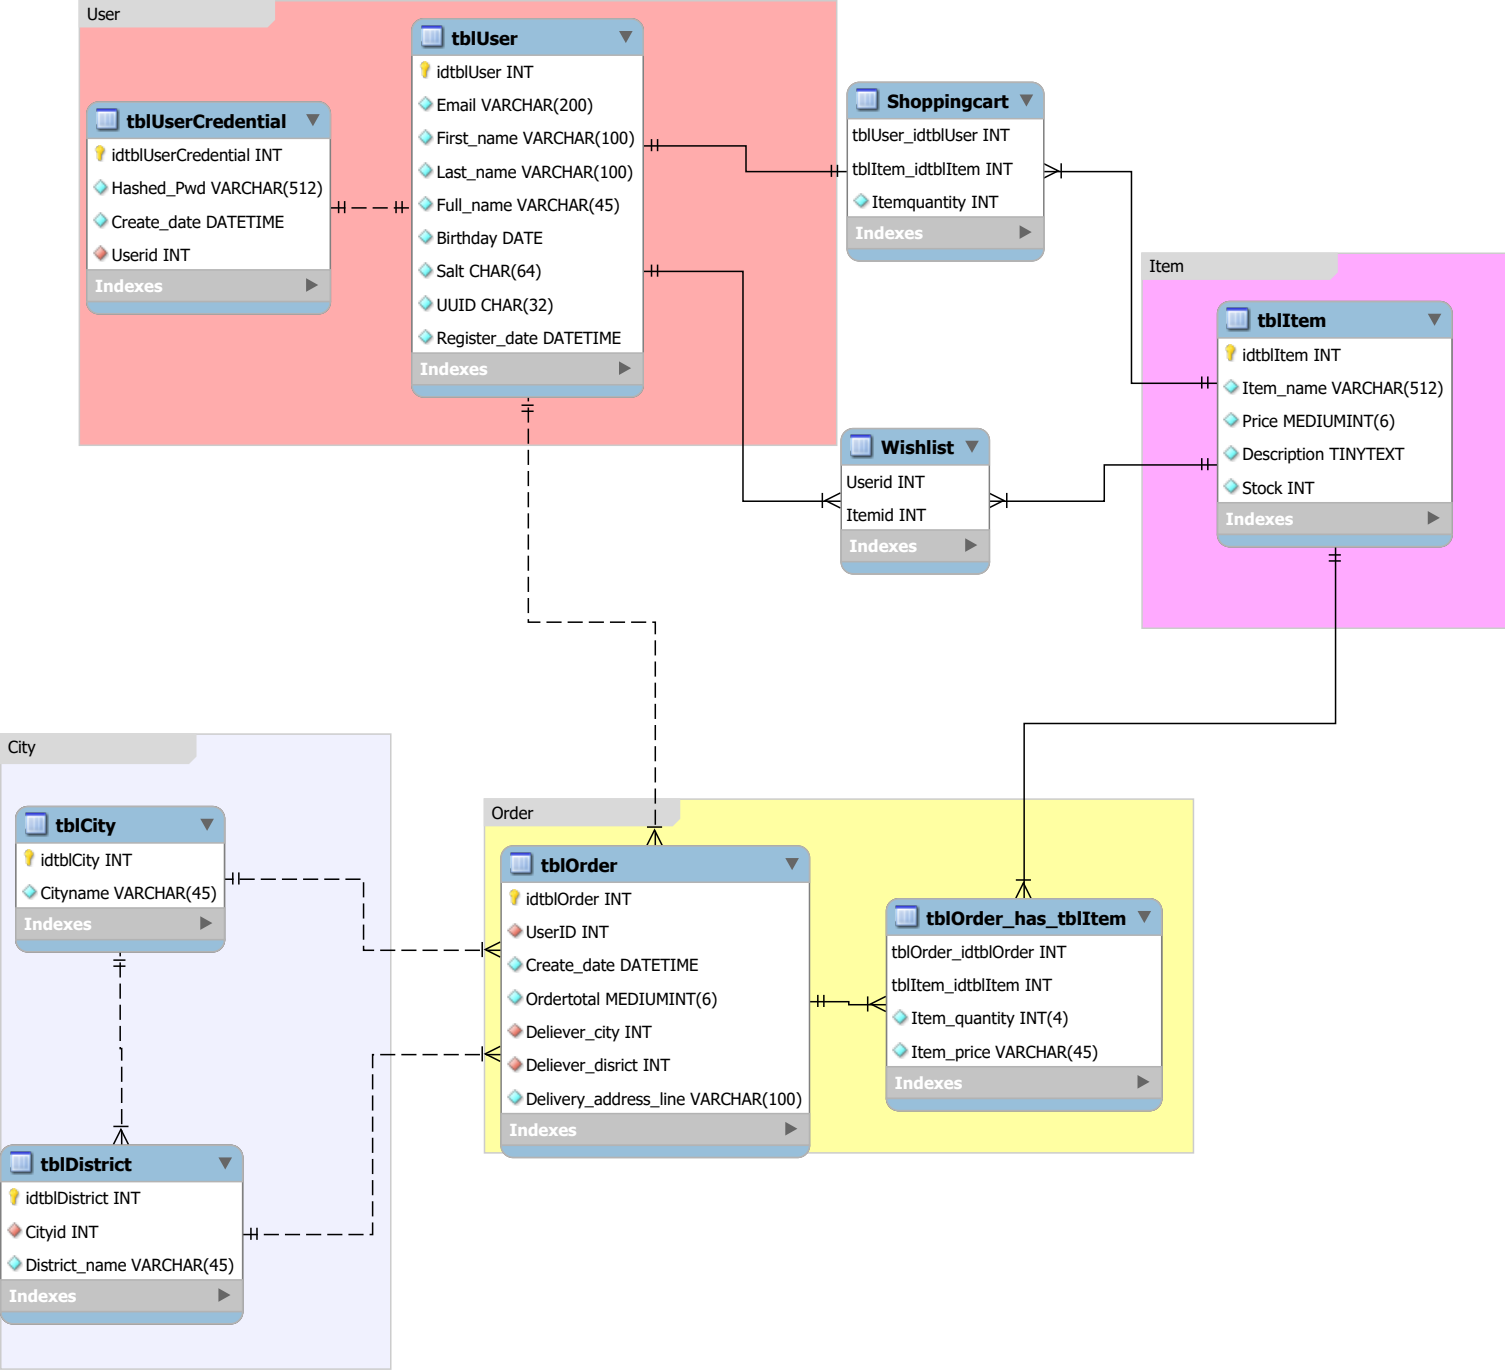 User
tblUser
idtblUser INT
Email VARCHAR(200)
First_name VARCHAR(100)
Last_name VARCHAR(100)
Full_name VARCHAR(45)
Birthday DATE
Salt CHAR(64)
UUID CHAR(32)
Register_date DATETIME
Indexes
tblUserCredential
idtblUserCredential INT
Hashed_Pwd VARCHAR(512)
Create_date DATETIME
Userid INT
Indexes
Shoppingcart
tblUser_idtblUser INT
tblItem_idtblItem INT
Itemquantity INT
Indexes
Item
tblItem
idtblItem INT
Item_name VARCHAR(512)
Price MEDIUMINT(6)
Description TINYTEXT
Stock INT
Indexes
Wishlist
Userid INT
Itemid INT
Indexes
City
tblCity
idtblCity INT
Cityname VARCHAR(45)
Indexes
tblDistrict
idtblDistrict INT
Cityid INT
District_name VARCHAR(45)
Indexes
Order
tblOrder
idtblOrder INT
UserID INT
Create_date DATETIME
Ordertotal MEDIUMINT(6)
Deliever_city INT
Deliever_disrict INT
Delivery_address_line VARCHAR(100)
Indexes
tblOrder_has_tblItem
tblOrder_idtblOrder INT
tblItem_idtblItem INT
Item_quantity INT(4)
Item_price VARCHAR(45)
Indexes